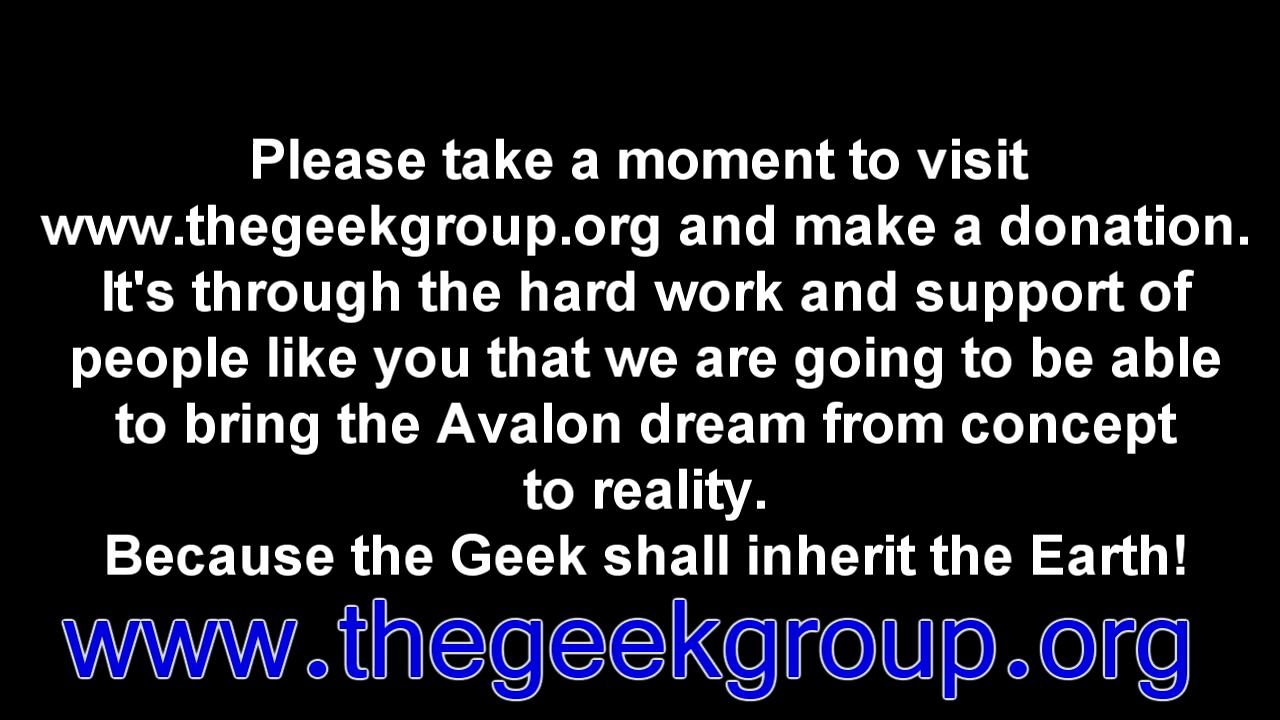 Please take a moment to visit
www.thegeekgroup.org and make a donation.
It's through the hard work and support of
people like you that we are going to be able
to bring the Avalon dream from concept
to reality.
Because the Geek shall inherit the Earth!
www.thegeekgroup.org